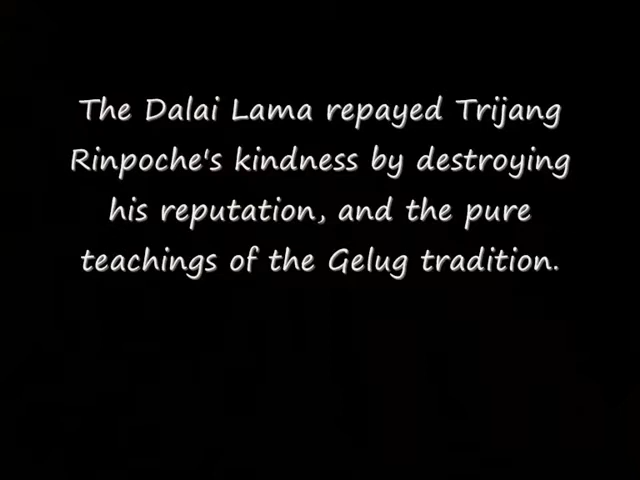 The Dalai Lama repayed Trijang
Rinpoche's kindness by destroying
his reputation, and the pure
teachings of the Gelug tradition.